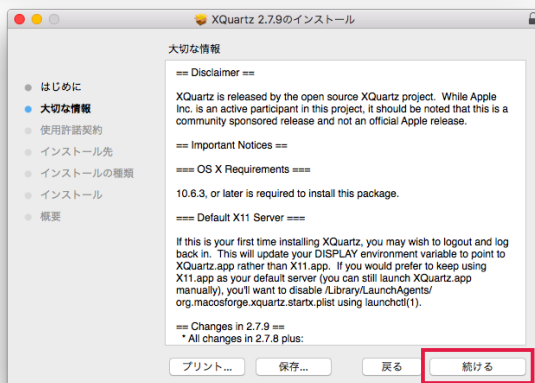 XQuartz 2.7.9のインストール
大切な情報
はじめに
大切な情報
使用許諾契約
インストール先
インストールの種類
インストール
概要
== Disclaimer ==
XQuartz is released by the open source XQuartz project.  While Apple
Inc. is an active participant in this project, it should be noted that this is a
community sponsored release and not an official Apple release.
== Important Notices ==
=== OS X Requirements ===
10.6.3, or later is required to install this package.
=== Default X11 Server ===
If this is your first time installing XQuartz, you may wish to logout and log
back in.  This will update your DISPLAY environment variable to point to
XQuartz.app rather than X11.app.  If you would prefer to keep using
X11.app as your default server (you can still launch XQuartz.app
manually), you'll want to disable /Library/LaunchAgents/
org.macosforge.xquartz.startx.plist using launchctl(1).
== Changes in 2.7.9 ==
* All changes in 2.7.8 plus:
プリント...
保存...
戻る
続ける